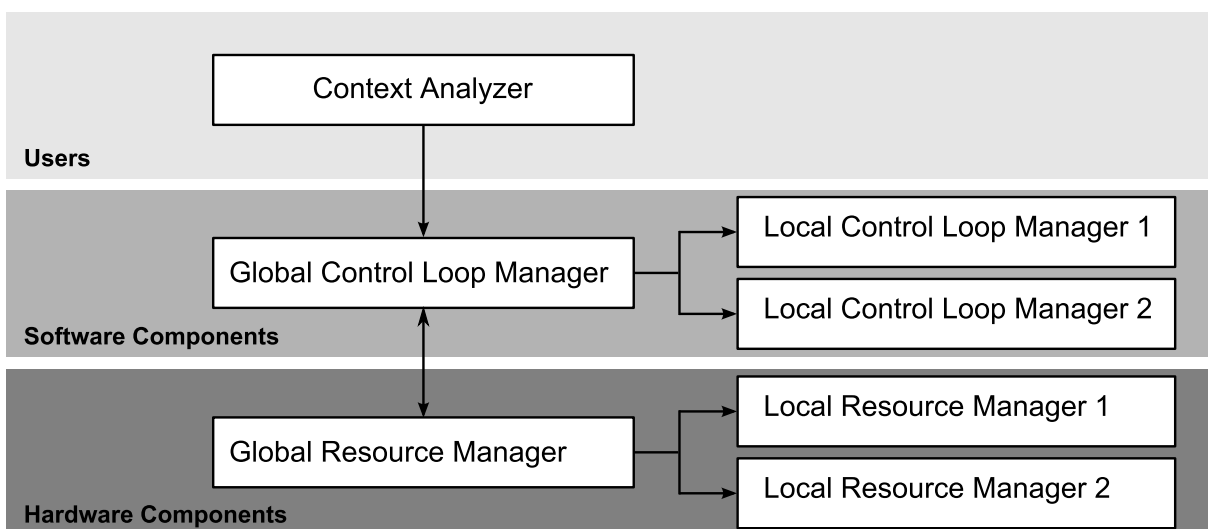 Context Analyzer
Users
Local Control Loop Manager 1
Global Control Loop Manager
Local Control Loop Manager 2
Software Components
Local Resource Manager 1
Global Resource Manager
Local Resource Manager 2
Hardware Components